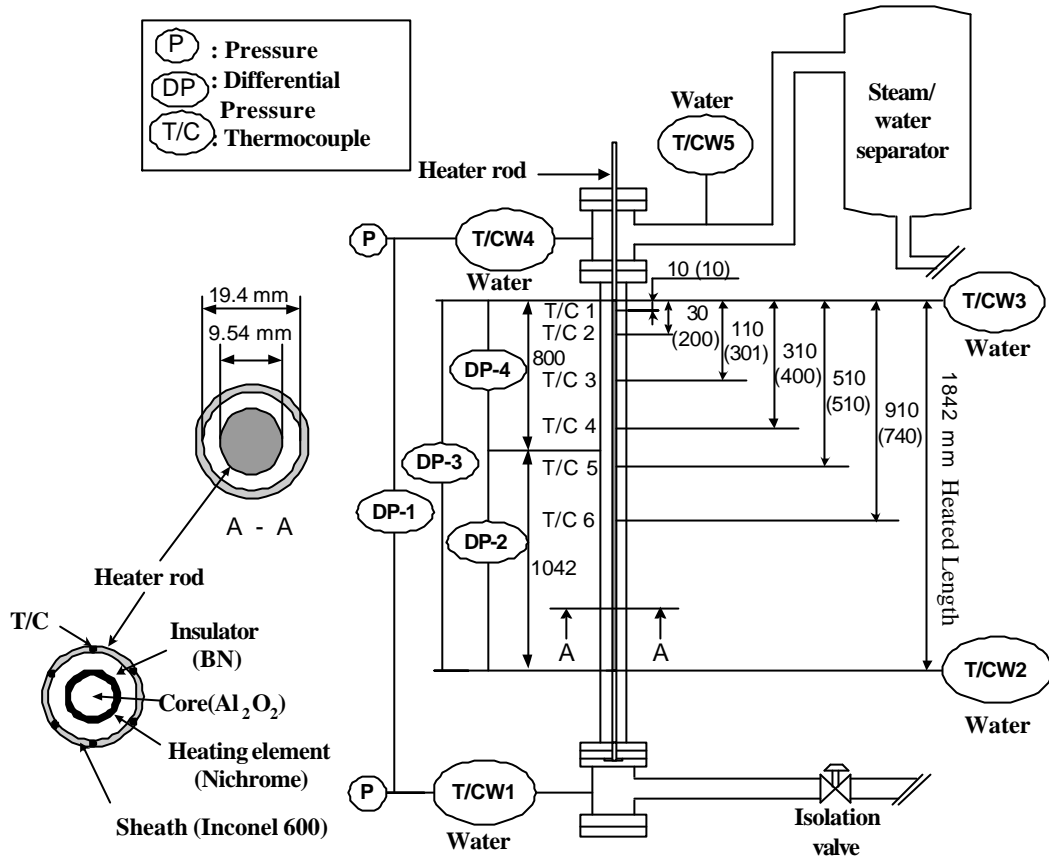 P : Pressure
DP : Differential
Pressure
T/C : Thermocouple
Water
T/CW5
Steam/
water
separator
Heater rod
P
T/CW4
Water
10 (10)
T/CW3
Water
19.4 mm
9.54 mm
T/C 1
T/C 2
T/C 3
T/C 4
T/C 5
T/C 6
30
(200)
110
(301)
310
(400)
510
(510)
910
(740)
800
1042
DP-4
DP-3
DP-1
DP-2
1842 mm Heated Length
A - A
A
A
Heater rod
T/C
Insulator
(BN)
Core(Al2O2)
Heating element
(Nichrome)
Sheath (Inconel 600)
T/CW2
Water
P
T/CW1
Water
Isolation
valve